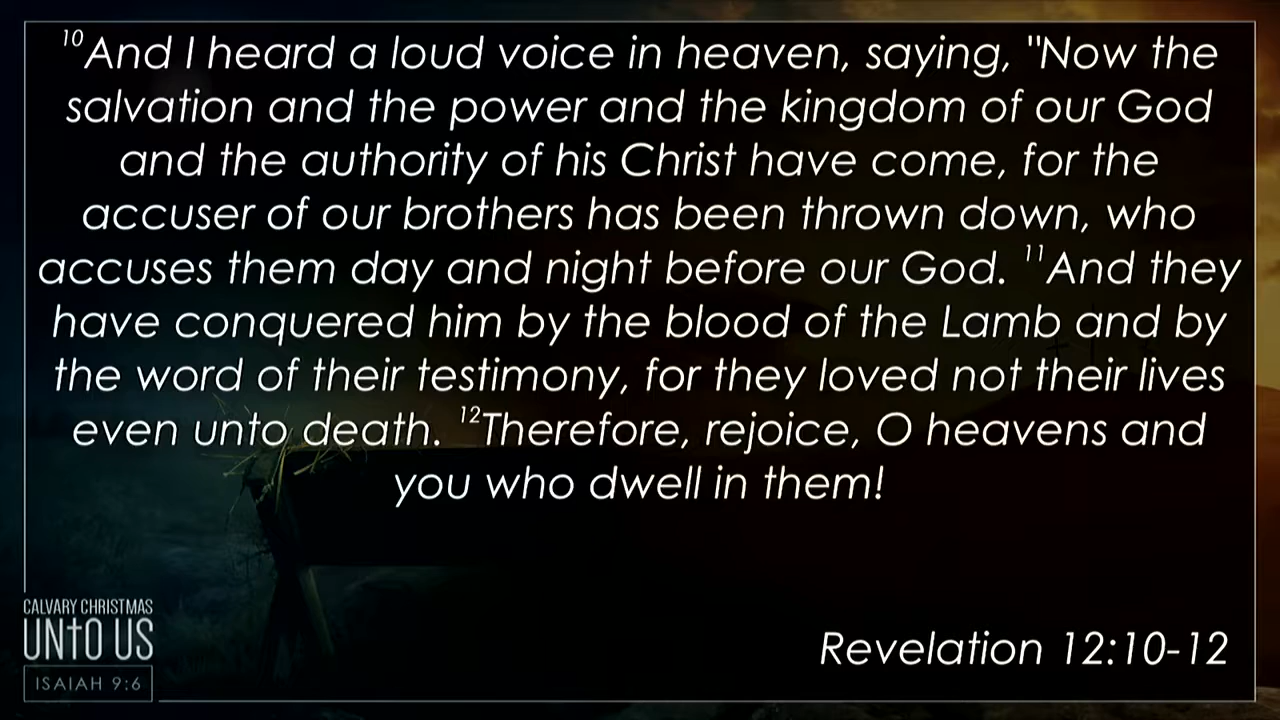 ¹⁰And I heard a loud voice in heaven, saying, "Now the
salvation and the power and the kingdom of our God
and the authority of his Christ have come, for the
accuser of our brothers has been thrown down, who
accuses them day and night before our God. ¹¹And they
have conquered him by the blood of the Lamb and by
the word of their testimony, for they loved not their lives
even unto death. ¹²Therefore, rejoice, O heavens and
you who dwell in them!
Revelation 12:10-12
CALVARY CHRISTMAS
UNTO US
ISAIAH 9:6